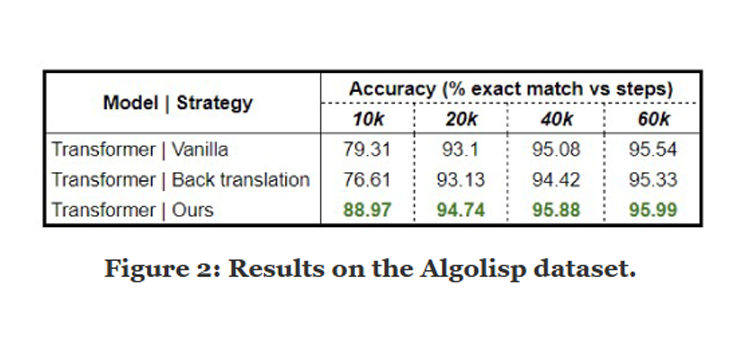 Model | Strategy
Accuracy (% exact match vs steps)
10k 20k 40k 60k
Transformer | Vanilla 79.31 93.1 95.08 95.54
Transformer | Back translation 76.61 93.13 94.42 95.33
Transformer | Ours 88.97 94.74 95.88 95.99
Figure 2: Results on the Algolisp dataset.